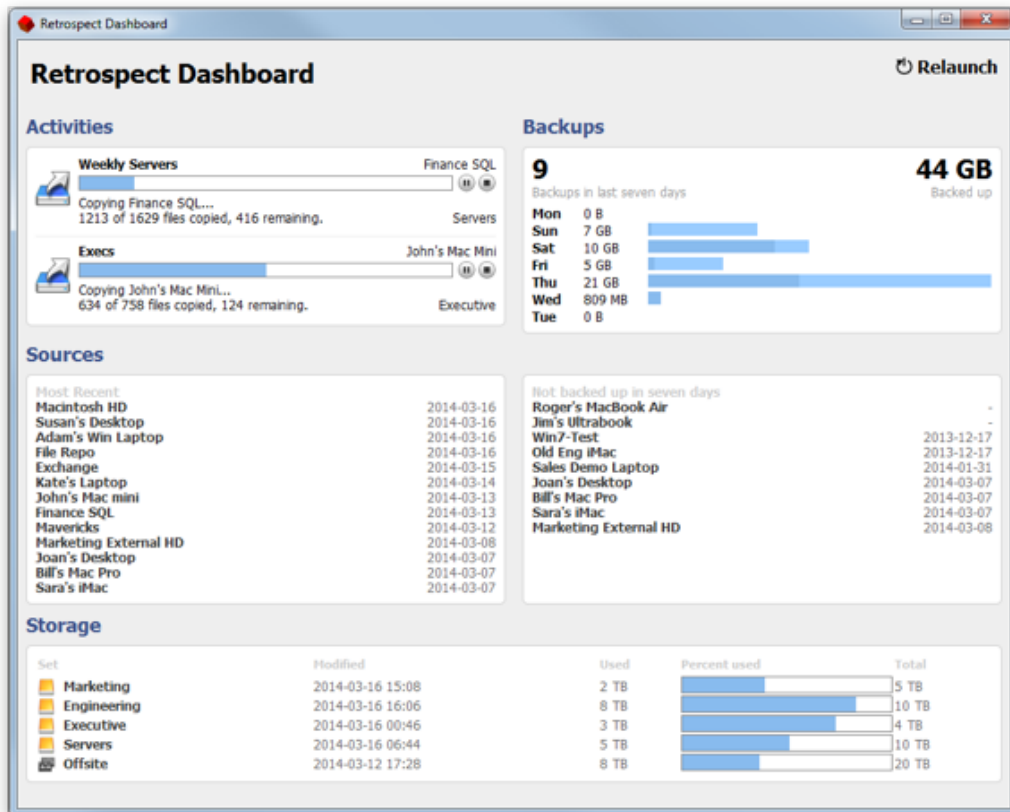 Retrospect Dashboard
Retrospect Dashboard
Relaunch
Activities
Weekly Servers Finance SQL
Copying Finance SQL...
1213 of 1629 files copied, 416 remaining. Servers
Execs John's Mac Mini
Copying John's Mac Mini...
634 of 758 files copied, 124 remaining. Executive
Backups
9 44 GB
Backups in last seven days Backed up
Mon 0 B
Sun 7 GB
Sat 10 GB
Fri 5 GB
Thu 21 GB
Wed 809 MB
Tue 0 B
Sources
Most Recent
Macintosh HD 2014-03-16
Susan's Desktop 2014-03-16
Adam's Win Laptop 2014-03-16
File Repo 2014-03-16
Exchange 2014-03-15
Kate's Laptop 2014-03-14
John's Mac mini 2014-03-13
Finance SQL 2014-03-13
Mavericks 2014-03-12
Marketing External HD 2014-03-08
Joan's Desktop 2014-03-07
Bill's Mac Pro 2014-03-07
Sara's iMac 2014-03-07
Not backed up in seven days
Roger's MacBook Air -
Jim's Ultrabook -
Win7-Test 2013-12-17
Old Eng iMac 2013-12-17
Sales Demo Laptop 2014-01-31
Joan's Desktop 2014-03-07
Bill's Mac Pro 2014-03-07
Sara's iMac 2014-03-07
Marketing External HD 2014-03-08
Storage
Set Modified Used Percent used Total
Marketing 2014-03-16 15:08 2 TB 5 TB
Engineering 2014-03-16 16:06 8 TB 10 TB
Executive 2014-03-16 00:46 3 TB 4 TB
Servers 2014-03-16 06:44 5 TB 10 TB
Offsite 2014-03-12 17:28 8 TB 20 TB